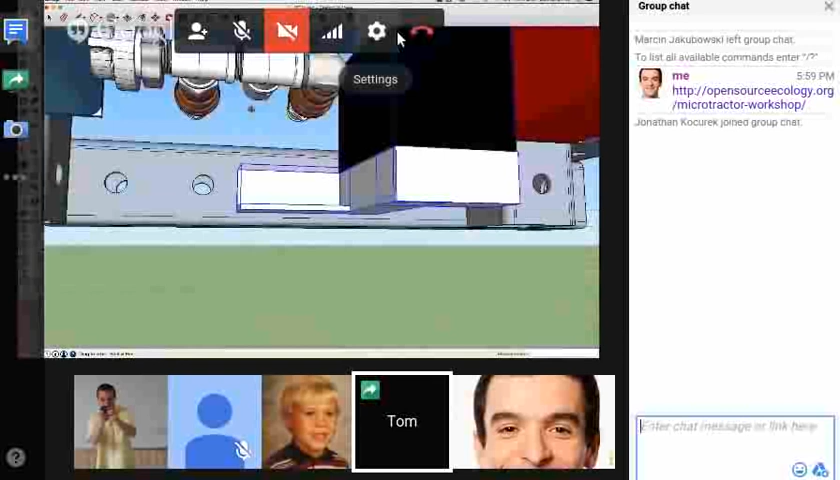 Group chat
Settings
Marcin Jakubowski left group chat.
To list all available commands enter "/?"
me 5:59 PM
http://opensourceecology.org
/microtractor-workshop/
Jonathan Kocurek joined group chat.
Tom
Enter chat message or link here
?